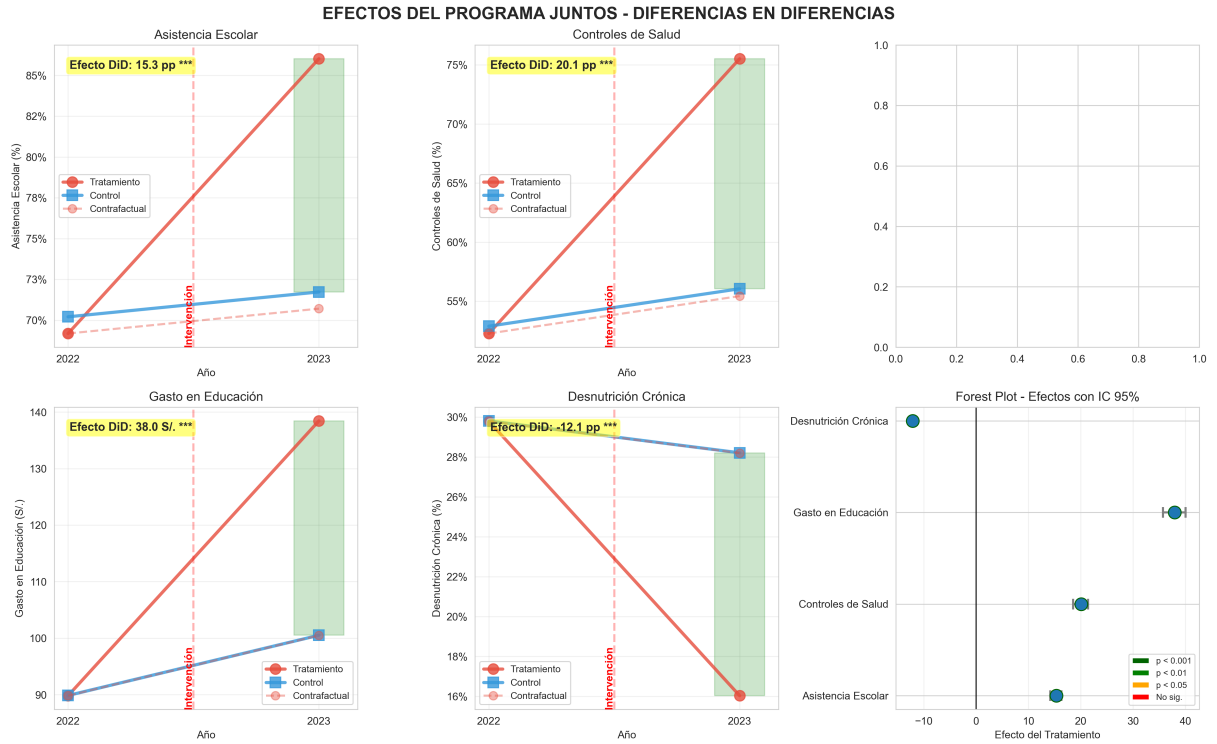 EFECTOS DEL PROGRAMA JUNTOS - DIFERENCIAS EN DIFERENCIAS
Asistencia Escolar
Efecto DiD: 15.3 pp ***
85%
82%
80%
78%
75%
73%
70%
Asistencia Escolar (%)
Tratamiento
Control
Contrafactual
Intervención
2022
2023
Año
Controles de Salud
Efecto DiD: 20.1 pp ***
75%
70%
65%
60%
55%
Controles de Salud (%)
Tratamiento
Control
Contrafactual
Intervención
2022
2023
Año
1.0
0.8
0.6
0.4
0.2
0.0
0.0
0.2
0.4
0.6
0.8
1.0
Gasto en Educación
Efecto DiD: 38.0 S/. ***
140
130
120
110
100
90
Gasto en Educación (S/.)
Tratamiento
Control
Contrafactual
Intervención
2022
2023
Año
Desnutrición Crónica
Efecto DiD: -12.1 pp ***
30%
28%
26%
24%
22%
20%
18%
16%
Desnutrición Crónica (%)
Tratamiento
Control
Contrafactual
Intervención
2022
2023
Año
Forest Plot - Efectos con IC 95%
Desnutrición Crónica
Gasto en Educación
Controles de Salud
Asistencia Escolar
p < 0.001
p < 0.01
p < 0.05
No sig.
−10
0
10
20
30
40
Efecto del Tratamiento